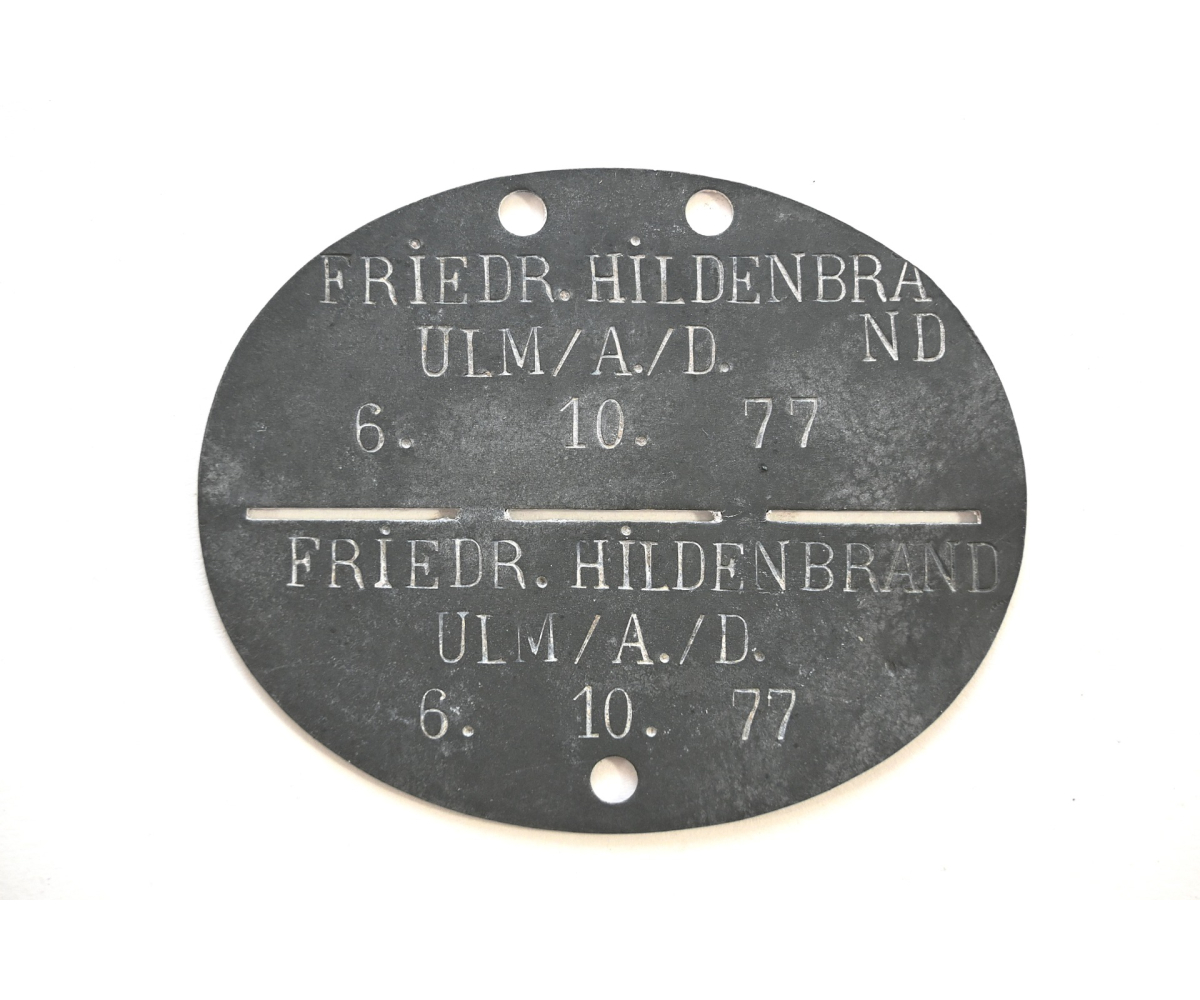 FRIEDR. HILDENBRA
ND
ULM/A./D.
6. 10. 77
FRIEDR. HILDENBRAND
ULM/A./D.
6. 10. 77